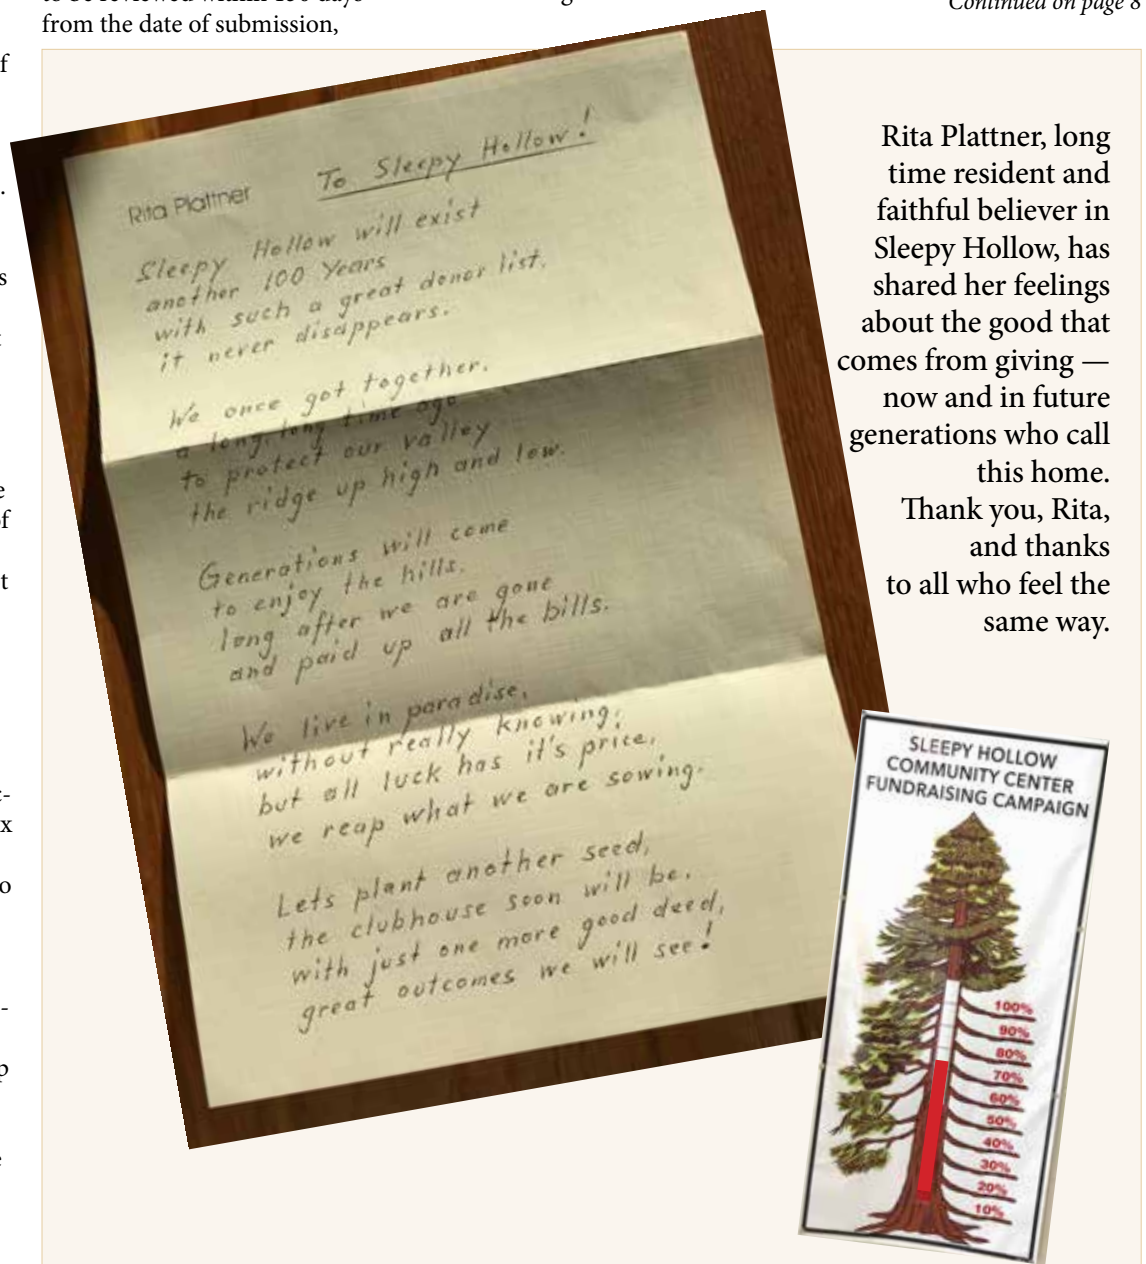 from the date of submission,
Continued on page 8
Rita Plattner
To Sleepy Hollow!
Sleepy Hollow will exist
another 100 Years
with such a great donor list,
it never disappears.
We once got together,
a long, long time ago
to protect our valley
the ridge up high and low.
Generations will come
to enjoy the hills,
long after we are gone
and paid up all the bills.
We live in paradise,
without really knowing;
but all luck has it's price,
we reap what we are sowing.
Lets plant another seed,
the clubhouse soon will be,
with just one more good deed,
great outcomes we will see!
Rita Plattner, long
time resident and
faithful believer in
Sleepy Hollow, has
shared her feelings
about the good that
comes from giving —
now and in future
generations who call
this home.
Thank you, Rita,
and thanks
to all who feel the
same way.
SLEEPY HOLLOW
COMMUNITY CENTER
FUNDRAISING CAMPAIGN
100%
90%
80%
70%
60%
50%
40%
30%
20%
10%